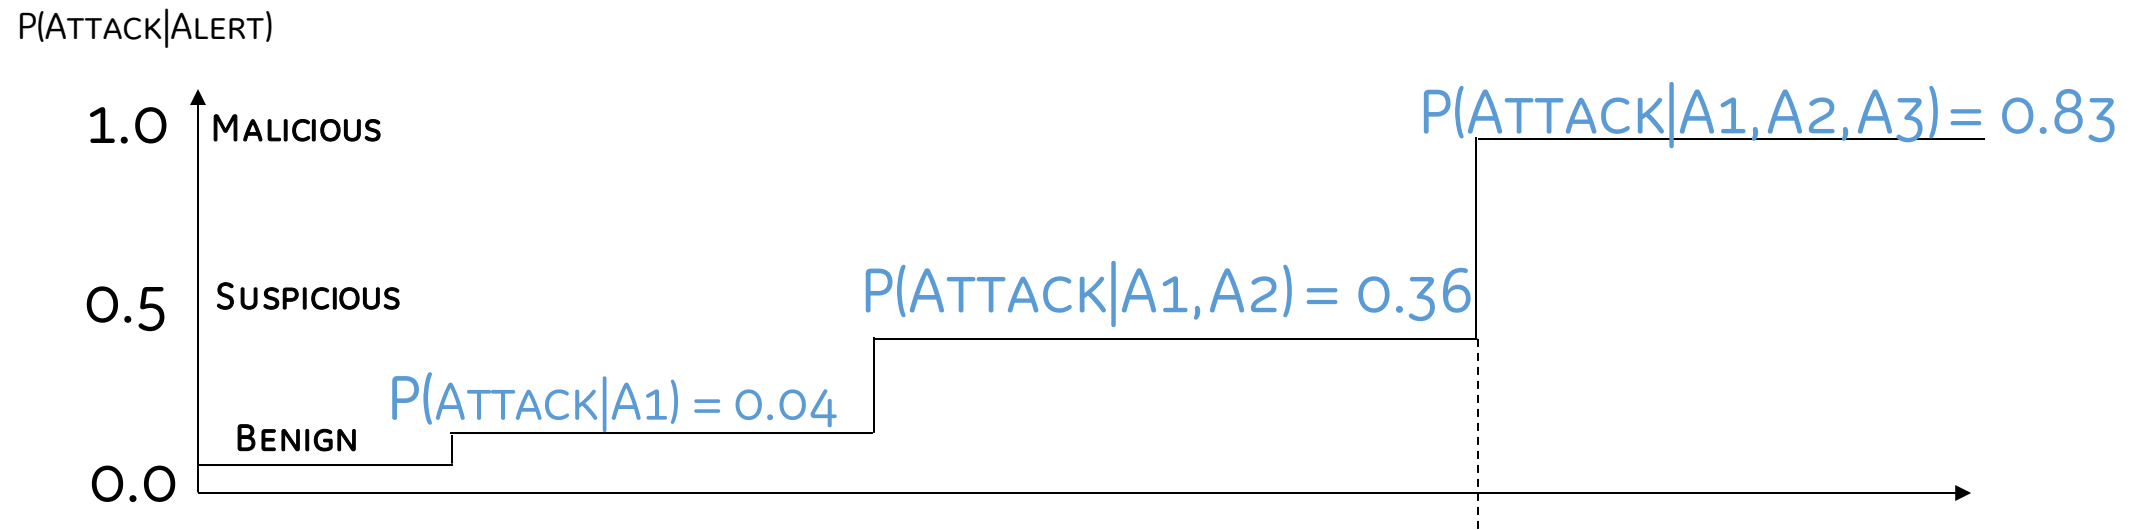 P(Attack|Alert)
1.0 Malicious
P(Attack|A1,A2,A3) = 0.83
0.5 Suspicious
P(Attack|A1,A2) = 0.36
P(Attack|A1) = 0.04
Benign
0.0